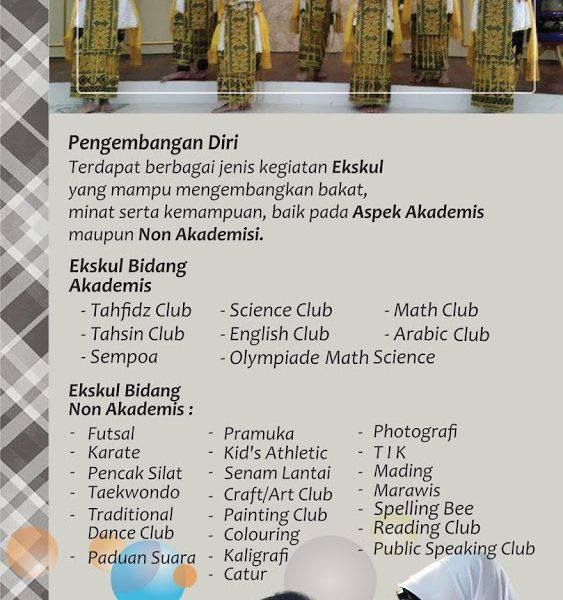 Pengembangan Diri
Terdapat berbagai jenis kegiatan Ekskul
yang mampu mengembangkan bakat,
minat serta kemampuan, baik pada Aspek Akademis
maupun Non Akademisi.
Ekskul Bidang
Akademis
- Tahfidz Club
- Tahsin Club
- Sempoa
- Science Club
- English Club
- Olympiade Math Science
- Math Club
- Arabic Club
Ekskul Bidang
Non Akademis :
- Futsal
- Karate
- Pencak Silat
- Taekwondo
- Traditional
Dance Club
- Paduan Suara
- Pramuka
- Kid's Athletic
- Senam Lantai
- Craft/Art Club
- Painting Club
- Colouring
- Kaligrafi
- Catur
- Photografi
- T I K
- Mading
- Marawis
- Spelling Bee
- Reading Club
- Public Speaking Club